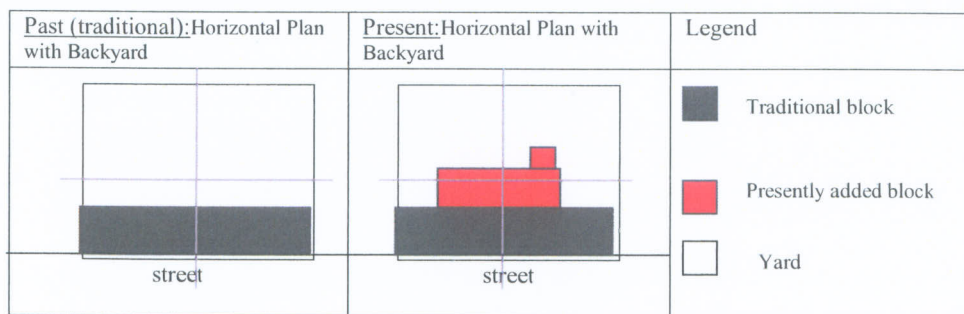 Past (traditional):Horizontal Plan
with Backyard
Present:Horizontal Plan with
Backyard
Legend
Traditional block
Presently added block
Yard
street
street